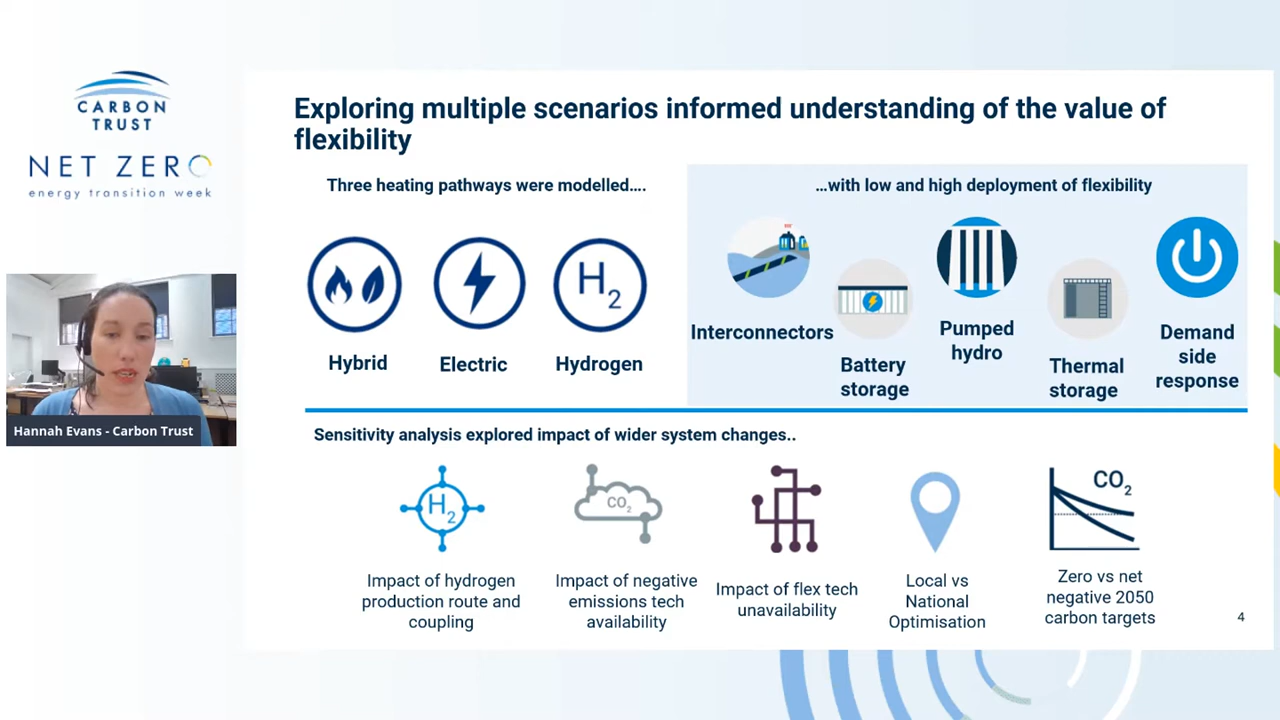 CARBON
TRUST
NET ZERO
energy transition week
Hannah Evans - Carbon Trust
Exploring multiple scenarios informed understanding of the value of
flexibility
Three heating pathways were modelled....
Hybrid
Electric
H2
Hydrogen
...with low and high deployment of flexibility
Interconnectors
Battery
storage
Pumped
hydro
Thermal
storage
Demand
side
response
Sensitivity analysis explored impact of wider system changes..
H2
Impact of hydrogen
production route and
coupling
CO2
Impact of negative
emissions tech
availability
Impact of flex tech
unavailability
Local vs
National
Optimisation
CO2
Zero vs net
negative 2050
carbon targets
4